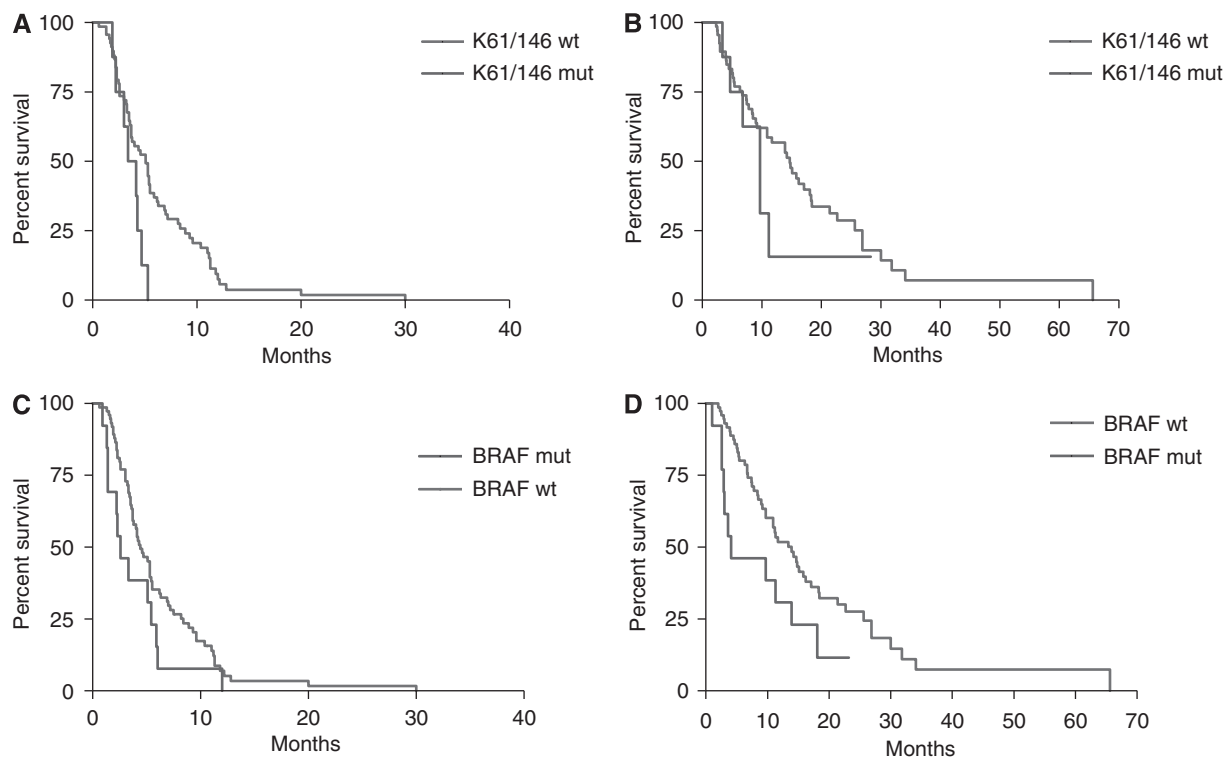 A
100
75
50
25
0
Percent survival
K61/146 wt
K61/146 mut
0 10 20 30 40
Months
B
100
75
50
25
0
Percent survival
K61/146 wt
K61/146 mut
0 10 20 30 40 50 60 70
Months
C
100
75
50
25
0
Percent survival
BRAF mut
BRAF wt
0 10 20 30 40
Months
D
100
75
50
25
0
Percent survival
BRAF wt
BRAF mut
0 10 20 30 40 50 60 70
Months